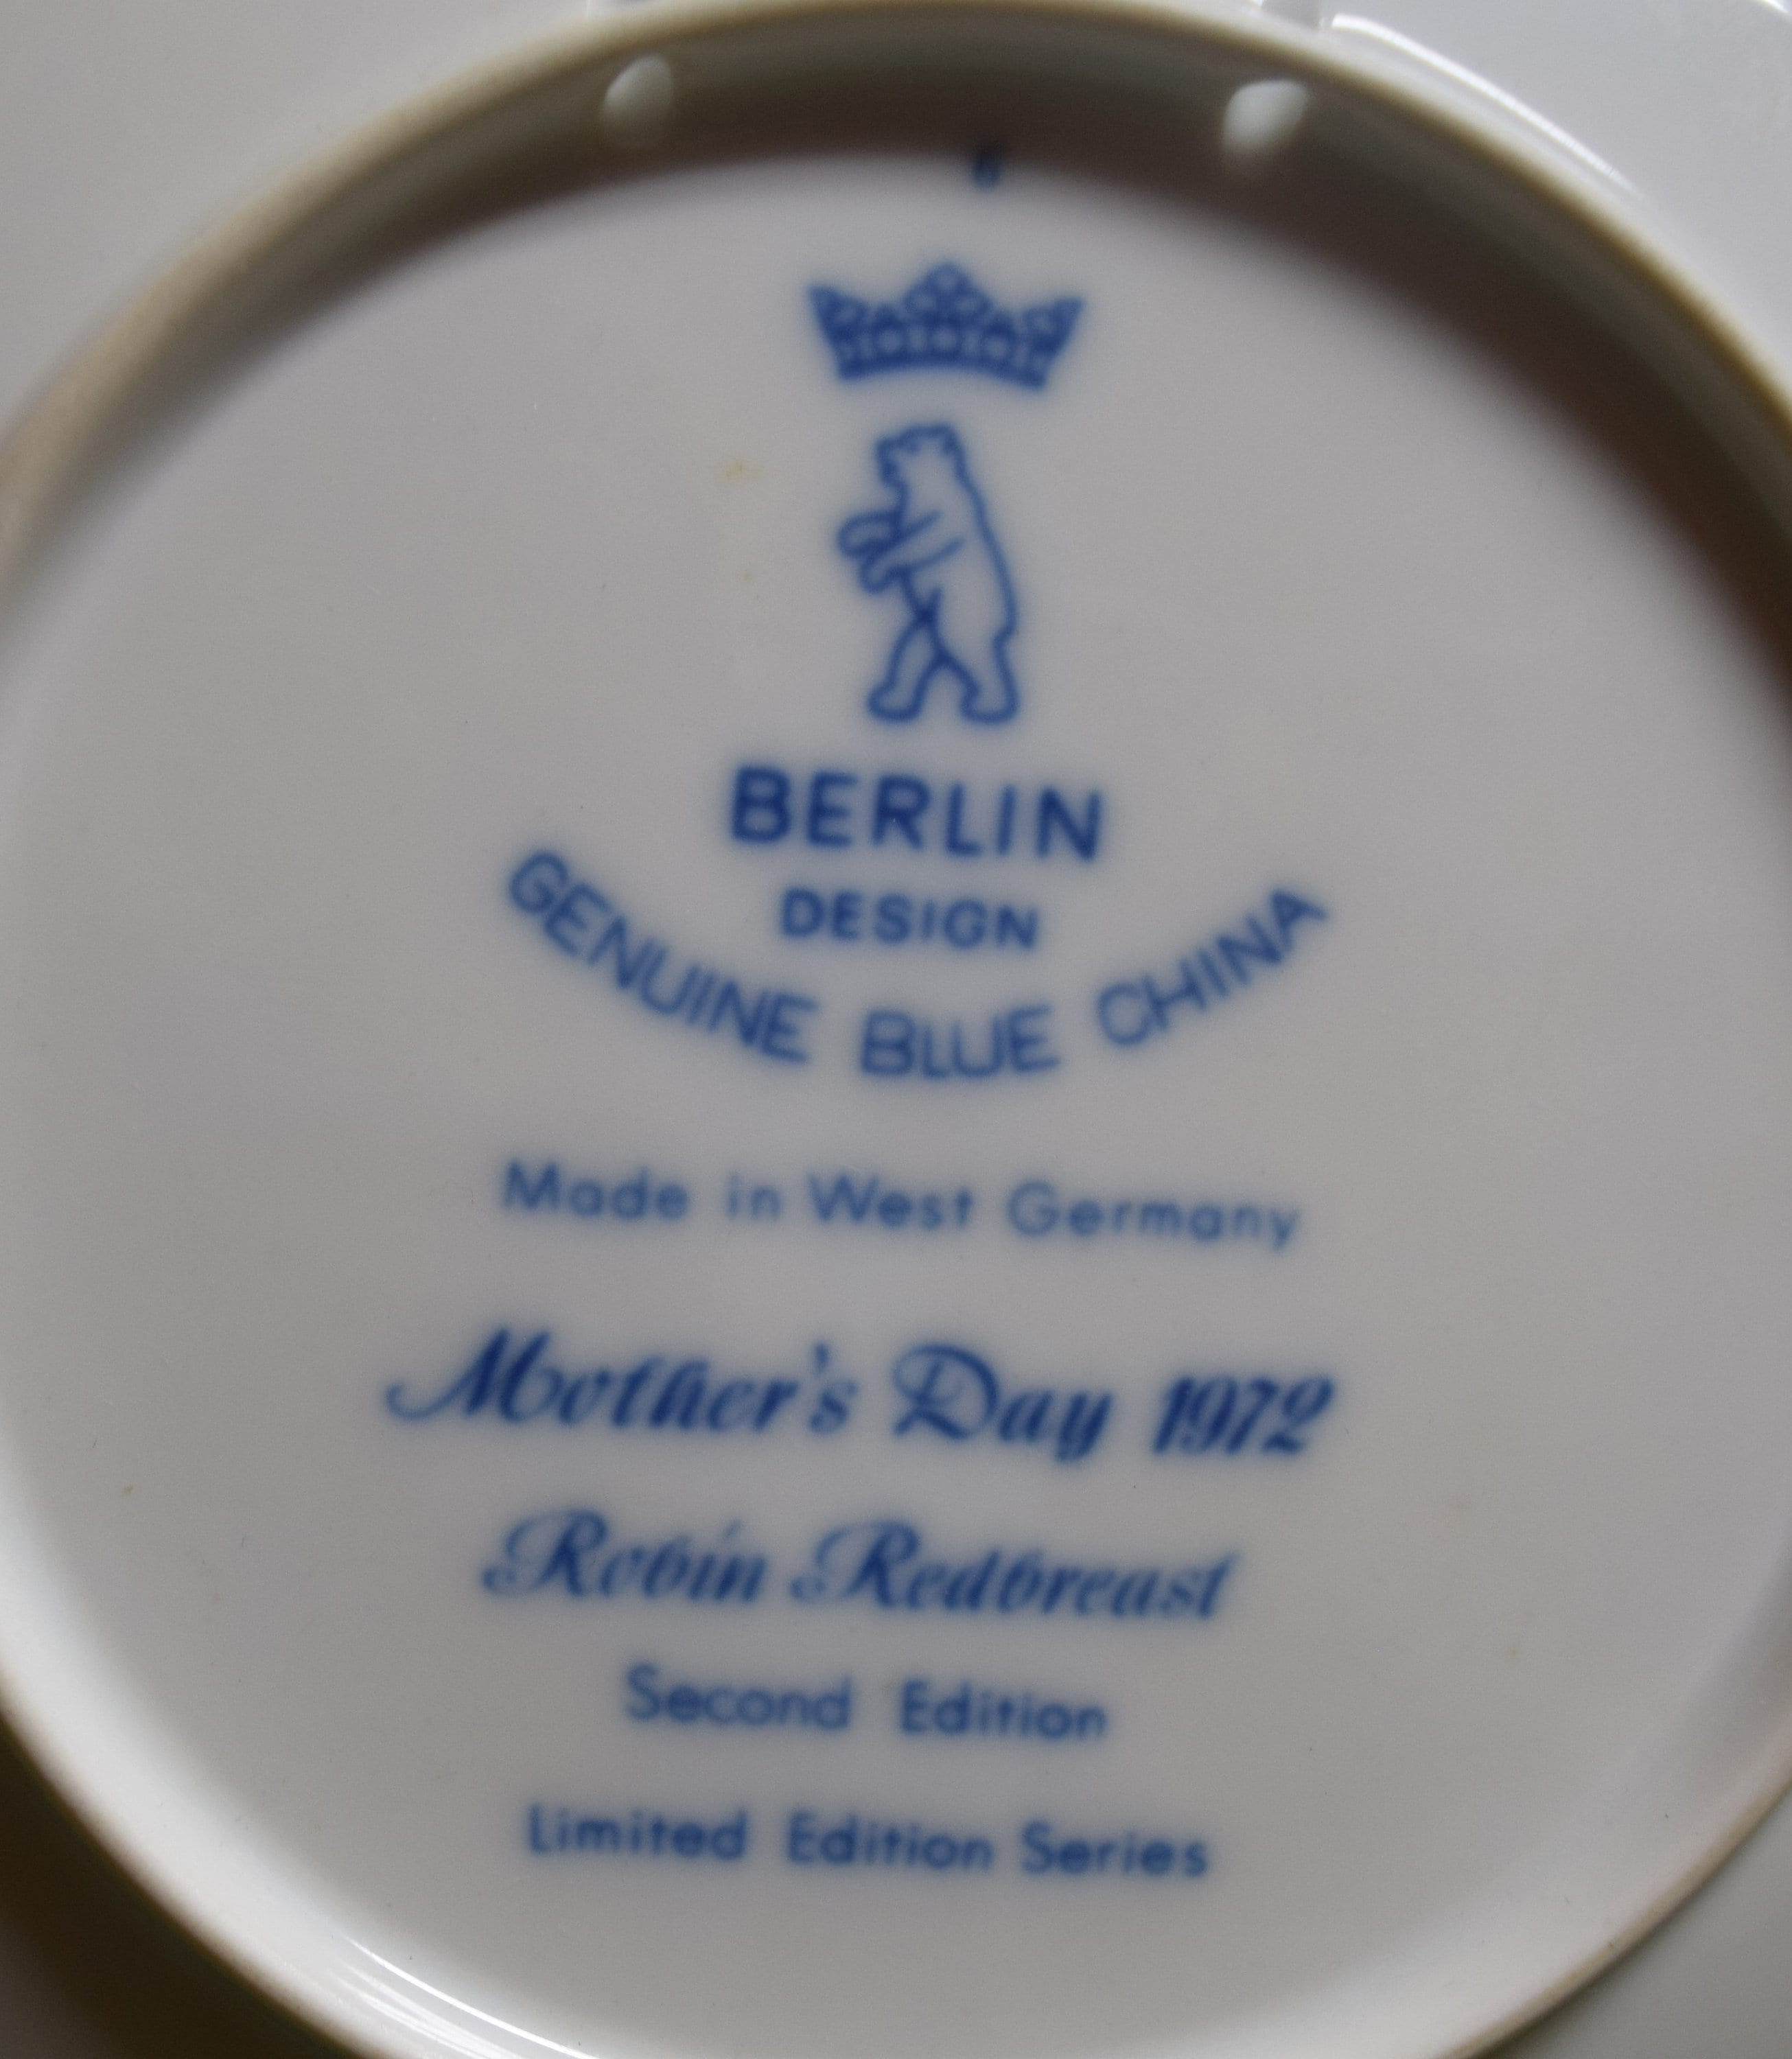 BERLIN
DESIGN
GENUINE BLUE CHINA
Made in West Germany
Mother's Day 1972
Robin Redbreast
Second Edition
Limited Edition Series